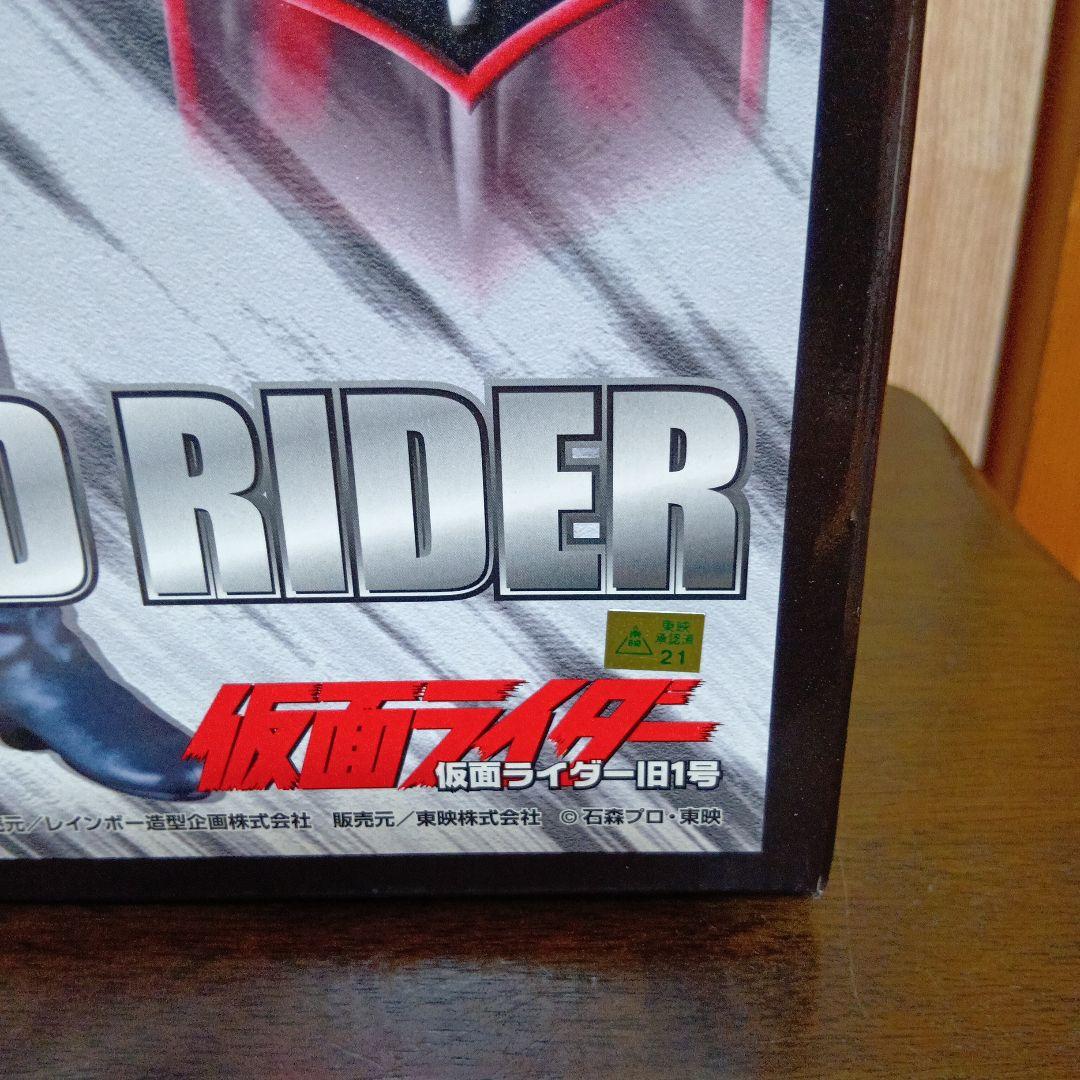 D RIDER
東映
東映
承認済
21
仮面ライダー
仮面ライダー旧1号
元／レインボー造型企画株式会社 販売元／東映株式会社 ©石森プロ・東映